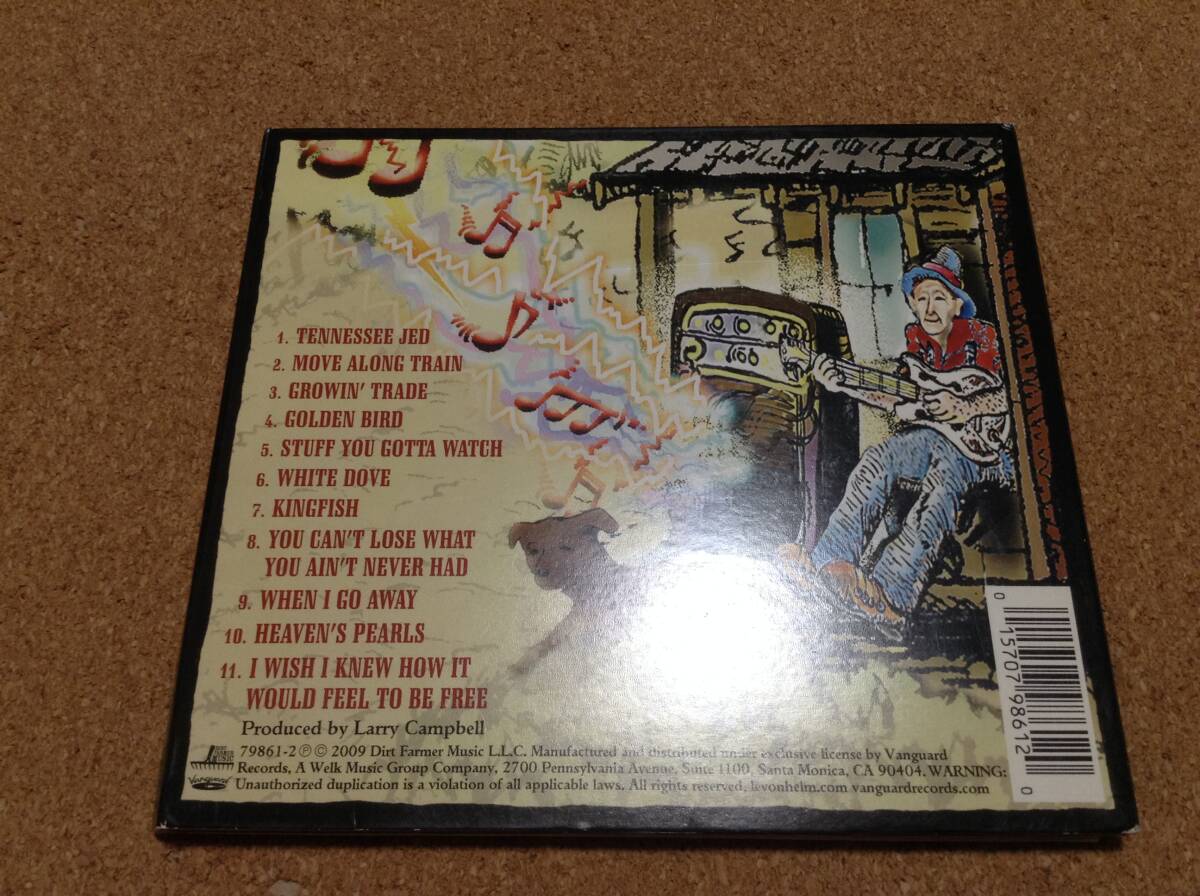 1. TENNESSEE JED
2. MOVE ALONG TRAIN
3. GROWIN' TRADE
4. GOLDEN BIRD
5. STUFF YOU GOTTA WATCH
6. WHITE DOVE
7. KINGFISH
8. YOU CAN'T LOSE WHAT
YOU AIN'T NEVER HAD
9. WHEN I GO AWAY
10. HEAVEN'S PEARLS
11. I WISH I KNEW HOW IT
WOULD FEEL TO BE FREE
Produced by Larry Campbell
79861-2 ℗ © 2009 Dirt Farmer Music L.L.C. Manufactured and distributed under exclusive license by Vanguard
Records, A Welk Music Group Company, 2700 Pennsylvania Avenue, Suite 1100, Santa Monica, CA 90404. WARNING:
Unauthorized duplication is a violation of all applicable laws. All rights reserved. levonhelm.com vanguardrecords.com
Vanguard
0 15707 98612 0